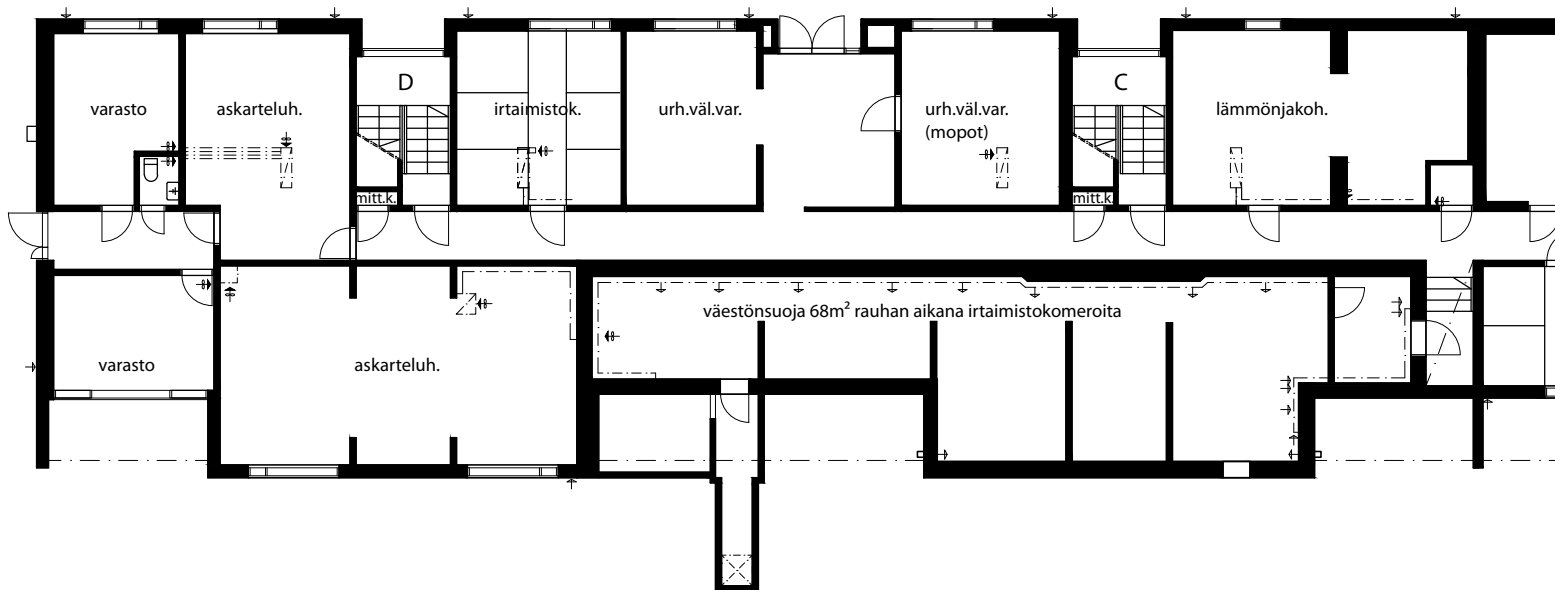 D
C
varasto
askarteluh.
irtaimistok.
urh.väl.var.
urh.väl.var.
(mopot)
lämmönjakoh.
mitt.k.
mitt.k.
väestönsuoja 68m² rauhan aikana irtaimistokomeroita
varasto
askarteluh.